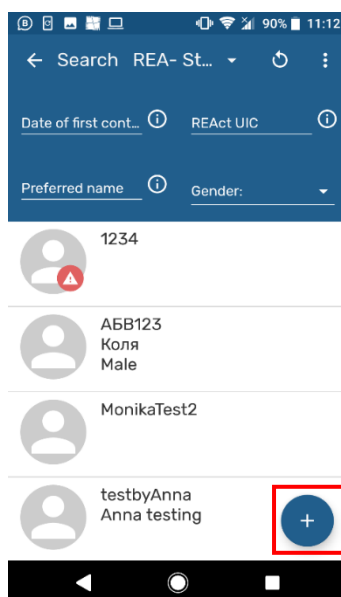 90% 11:12
Search REA- St...
Date of first cont...
REAct UIC
Preferred name
Gender:
1234
АБВ123
Коля
Male
MonikaTest2
testbyAnna
Anna testing